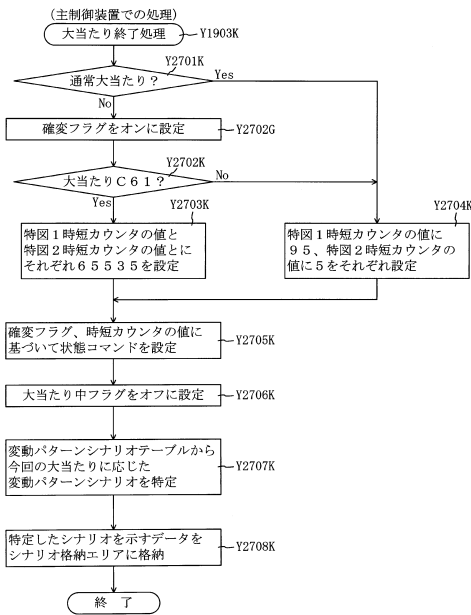 (主制御装置での処理)
大当たり終了処理
Y1903K
Y2701K
通常大当たり？
Yes
No
確変フラグをオンに設定
Y2702G
Y2702K
大当たりＣ６１？
No
Yes
Y2703K
特図１時短カウンタの値と
特図２時短カウンタの値とに
それぞれ６５５３５を設定
Y2704K
特図１時短カウンタの値に
９５、特図２時短カウンタの
値に５をそれぞれ設定
確変フラグ、時短カウンタの値に
基づいて状態コマンドを設定
Y2705K
大当たり中フラグをオフに設定
Y2706K
変動パターンシナリオテーブルから
今回の大当たりに応じた
変動パターンシナリオを特定
Y2707K
特定したシナリオを示すデータを
シナリオ格納エリアに格納
Y2708K
終　了